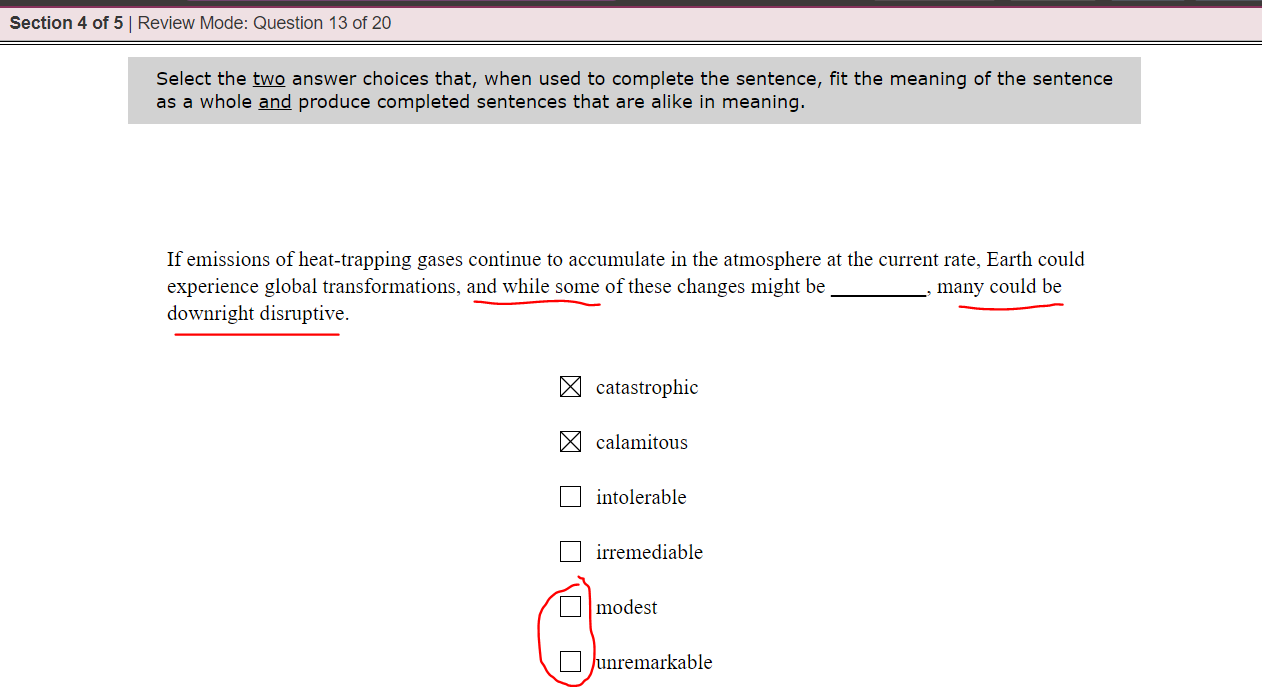 Section 4 of 5 | Review Mode: Question 13 of 20
Select the two answer choices that, when used to complete the sentence, fit the meaning of the sentence
as a whole and produce completed sentences that are alike in meaning.
If emissions of heat-trapping gases continue to accumulate in the atmosphere at the current rate, Earth could
experience global transformations, and while some of these changes might be _________, many could be
downright disruptive.
catastrophic
calamitous
intolerable
irremediable
modest
unremarkable